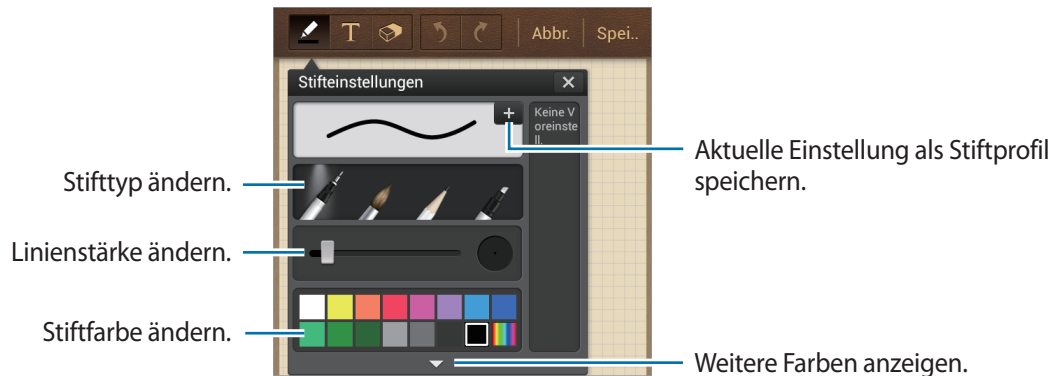 T
Abbr.
Spei..
Stifteinstellungen
Keine V
oreinste
ll.
Aktuelle Einstellung als Stiftprofil
speichern.
Stifttyp ändern.
Linienstärke ändern.
Stiftfarbe ändern.
Weitere Farben anzeigen.